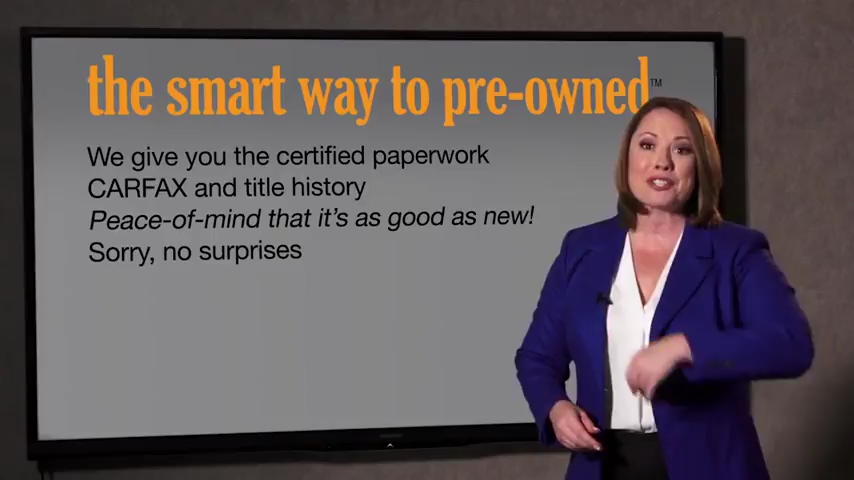 the smart way to pre-owned™
We give you the certified paperwork
CARFAX and title history
Peace-of-mind that it's as good as new!
Sorry, no surprises